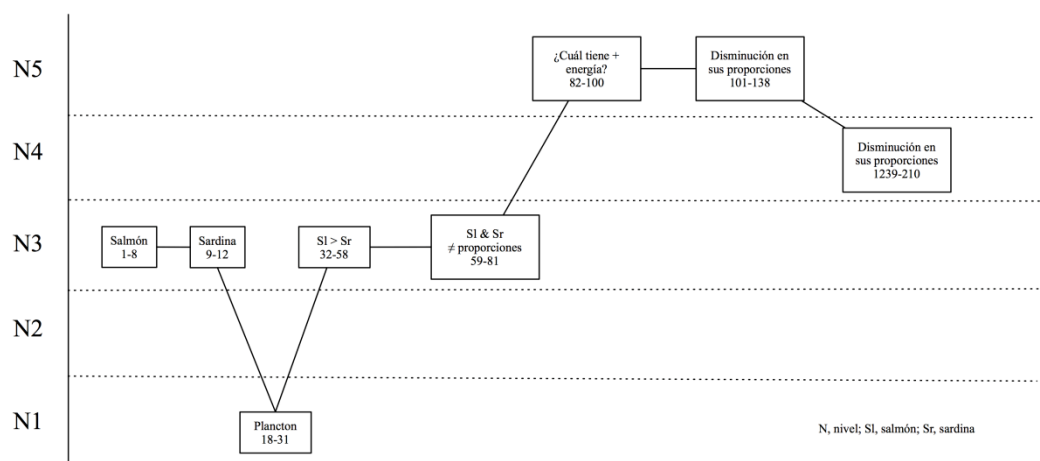 N5
¿Cuál tiene +
energía?
82-100
Disminución en
sus proporciones
101-138
N4
Disminución en
sus proporciones
1239-210
N3
Salmón
1-8
Sardina
9-12
Sl > Sr
32-58
Sl & Sr
≠ proporciones
59-81
N2
N1
Plancton
18-31
N, nivel; Sl, salmón; Sr, sardina